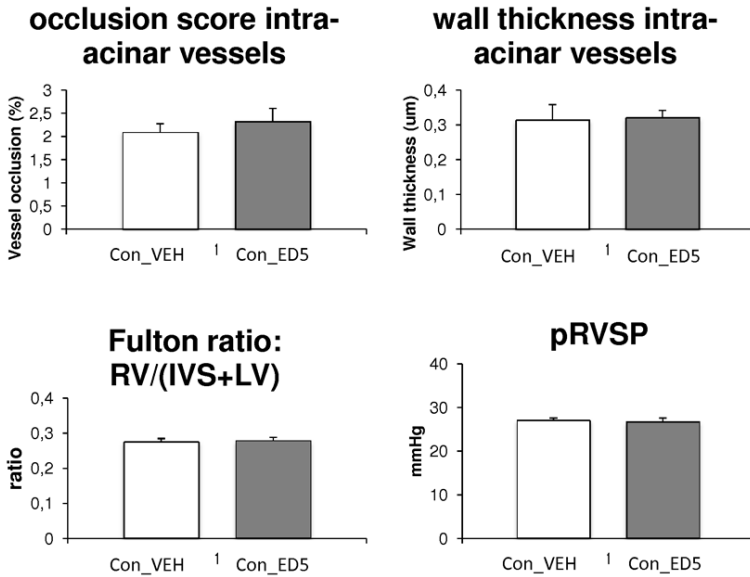 occlusion score intra-
acinar vessels
Vessel occlusion (%)
3
2,5
2
1,5
1
0,5
0
Con_VEH 1 Con_ED5
wall thickness intra-
acinar vessels
Wall thickness (um)
0,4
0,3
0,2
0,1
0
Con_VEH 1 Con_ED5
Fulton ratio:
RV/(IVS+LV)
ratio
0,4
0,3
0,2
0,1
0
Con_VEH 1 Con_ED5
pRVSP
mmHg
40
30
20
10
0
Con_VEH 1 Con_ED5